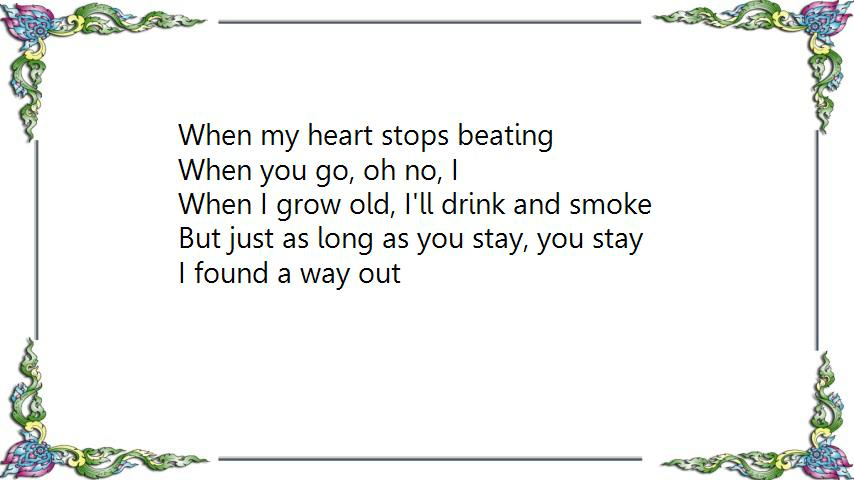 When my heart stops beating
When you go, oh no, I
When I grow old, I'll drink and smoke
But just as long as you stay, you stay
I found a way out